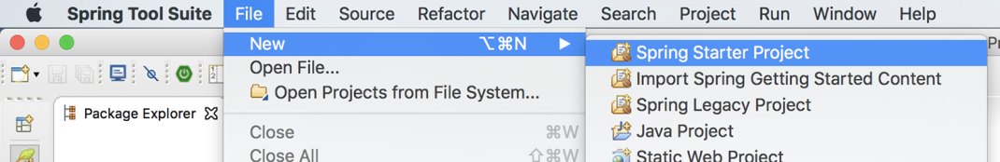 Spring Tool Suite File Edit Source Refactor Navigate Search Project Run Window Help
New ⌥⌘N ▶
Open File...
Open Projects from File System...
Close ⌘W
Close All ⇧⌘W
Spring Starter Project
Import Spring Getting Started Content
Spring Legacy Project
Java Project
Static Web Project
Package Explorer